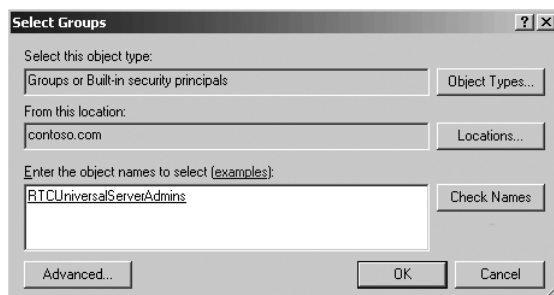 Select Groups
Select this object type:
Groups or Built-in security principals
Object Types...
From this location:
contoso.com
Locations...
Enter the object names to select (examples):
RTCUniversalServerAdmins
Check Names
Advanced...
OK
Cancel